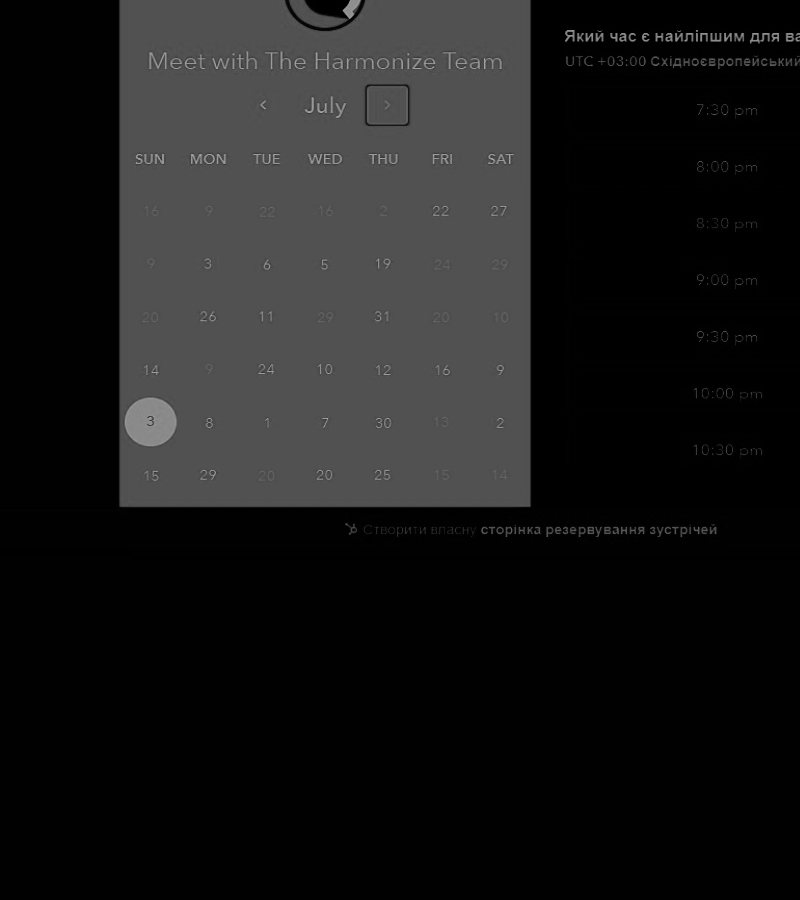 Meet with The Harmonize Team
July
SUN MON TUE WED THU FRI SAT
16 9 22 16 2 22 27
9 3 6 5 19 24 29
20 26 11 29 31 20 10
14 9 24 10 12 16 9
3 8 1 7 30 13 2
15 29 20 20 25 15 14
Який час є найліпшим для ва
UTC +03:00 Східноєвропейський
7:30 pm
8:00 pm
8:30 pm
9:00 pm
9:30 pm
10:00 pm
10:30 pm
Створити власну сторінка резервування зустрічей